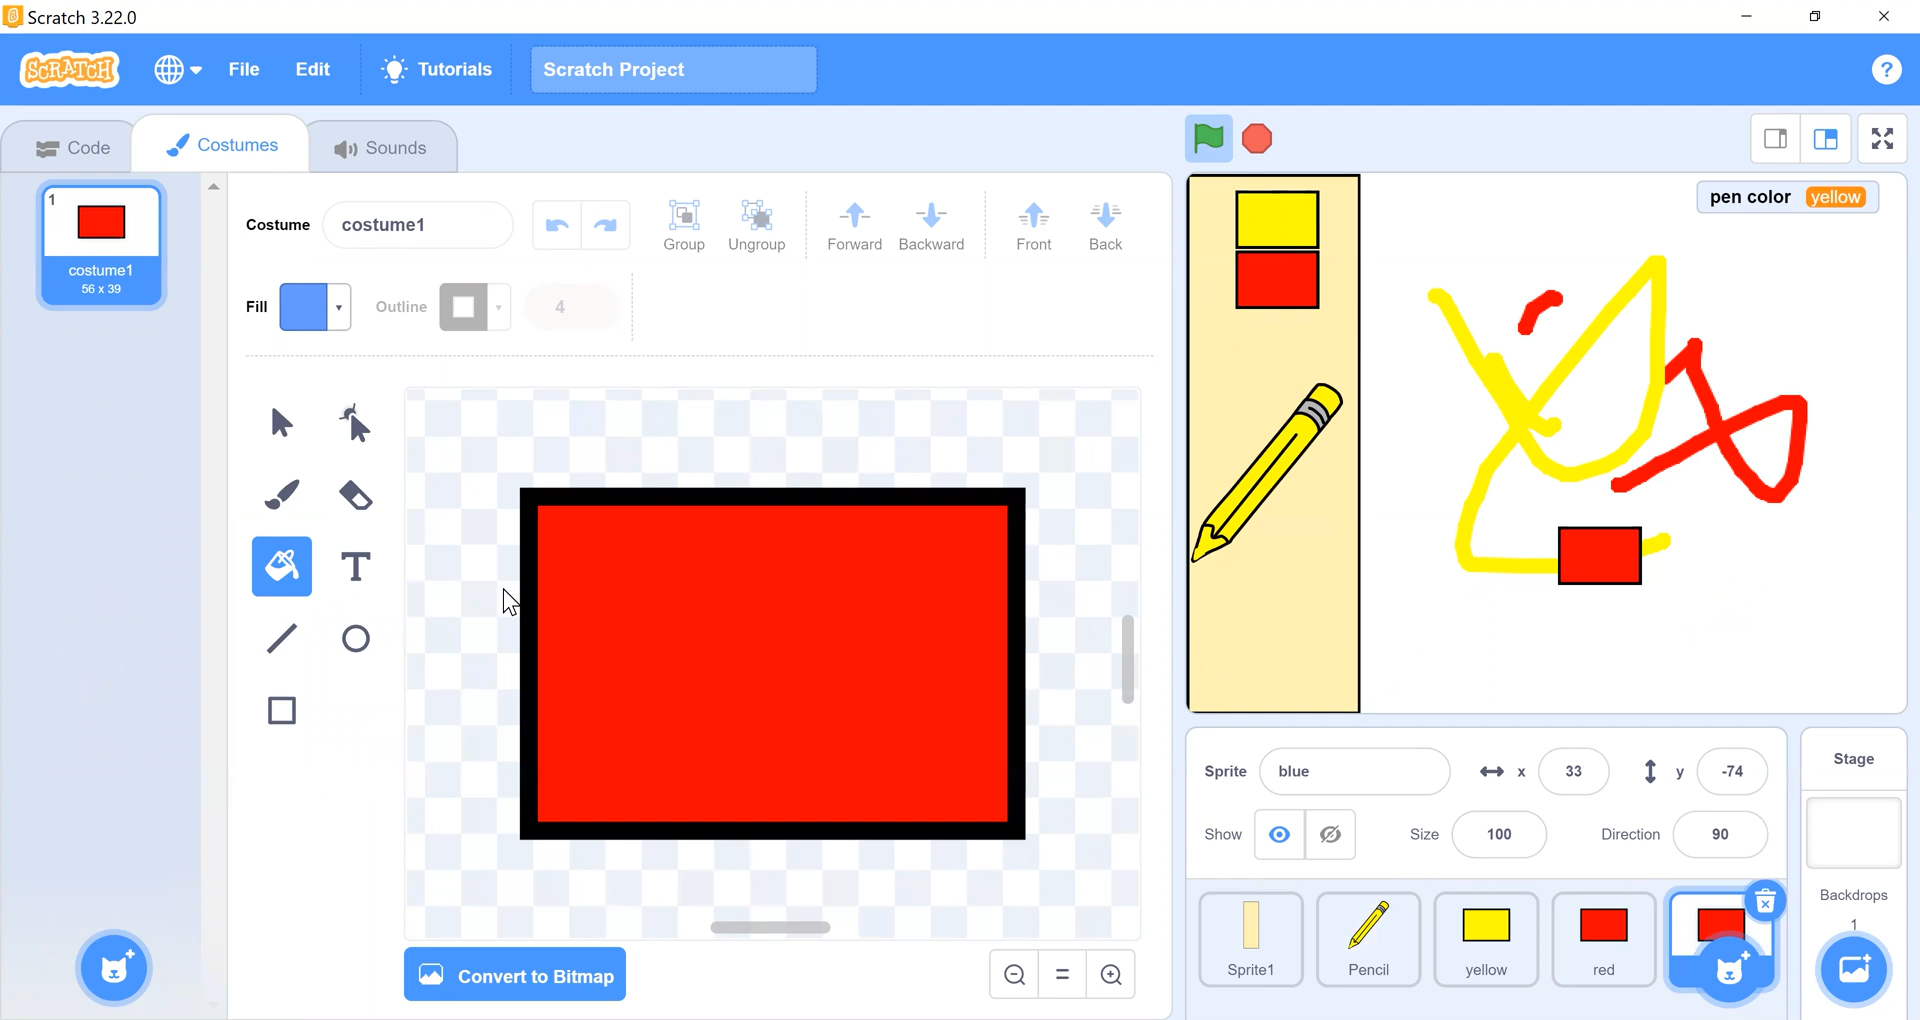 Scratch 3.22.0
SCRATCH File Edit Tutorials Scratch Project ?
Code Costumes Sounds
pen color yellow
1
costume1
56 x 39
Costume costume1 Group Ungroup Forward Backward Front Back
Fill Outline 4
T
Convert to Bitmap
Sprite blue x 33 y -74
Show Size 100 Direction 90
Sprite1 Pencil yellow red
Stage
Backdrops
1